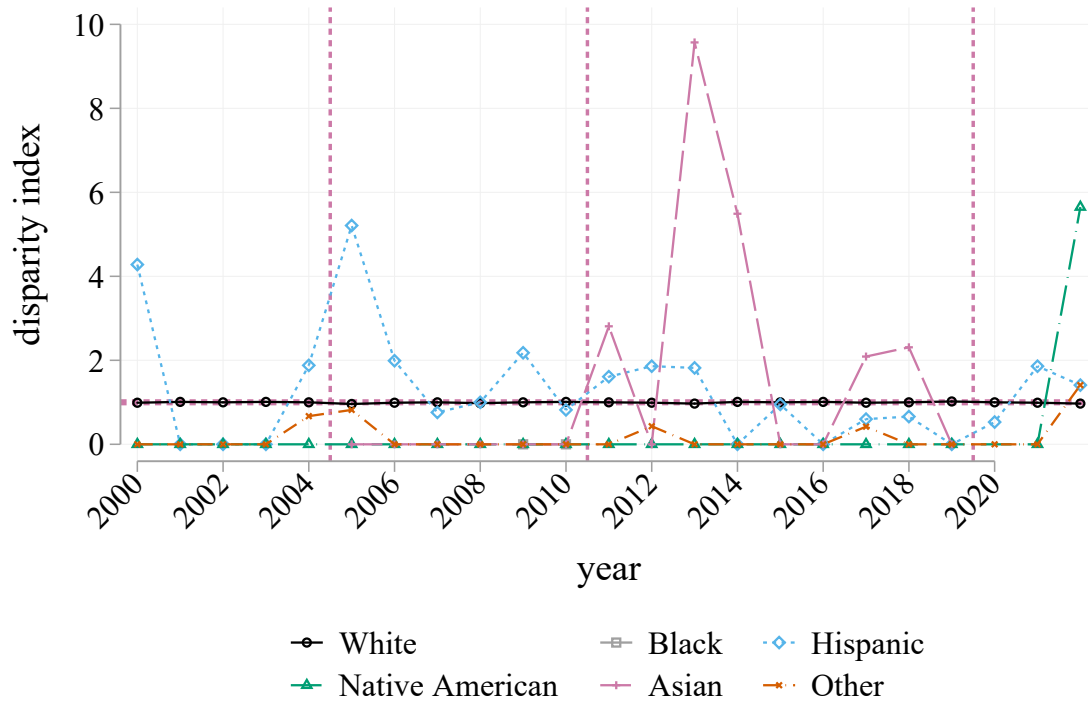 10
8
6
4
2
0
disparity index
2000 2002 2004 2006 2008 2010 2012 2014 2016 2018 2020
year
White Black Hispanic
Native American Asian Other